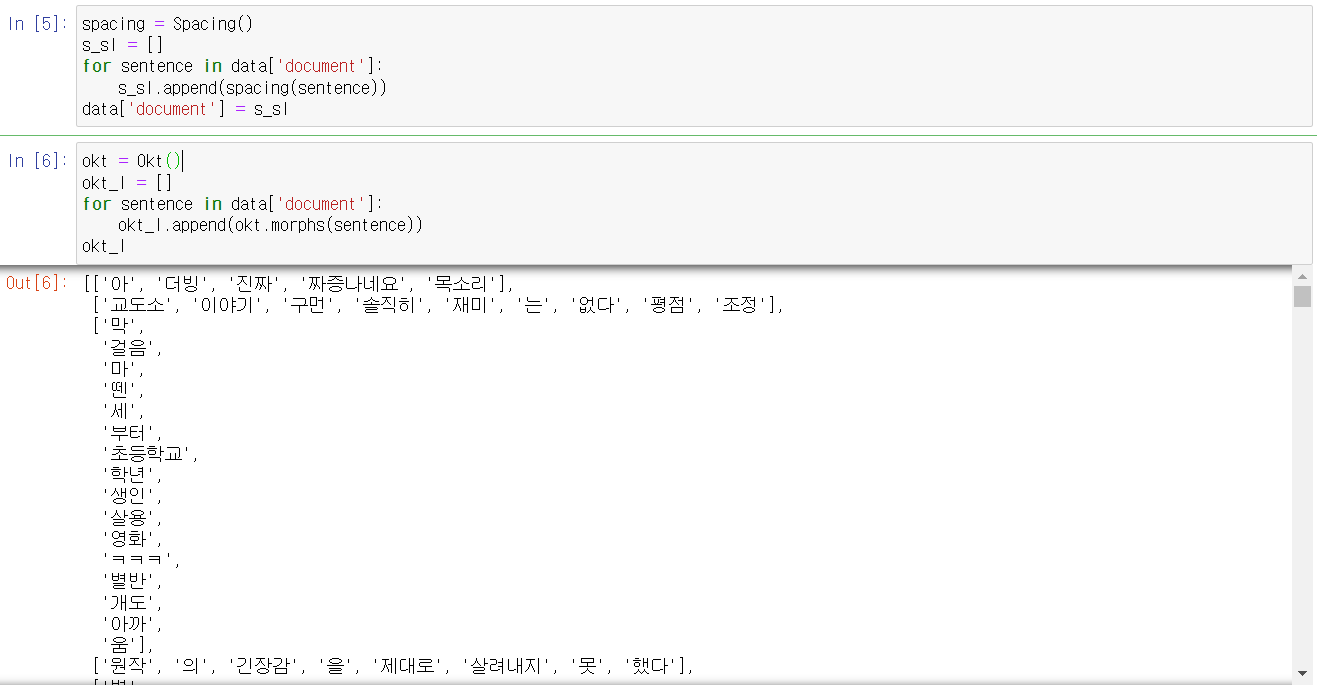 In [5]: spacing = Spacing()
s_sl = []
for sentence in data['document']:
    s_sl.append(spacing(sentence))
data['document'] = s_sl
In [6]: okt = Okt()
okt_l = []
for sentence in data['document']:
    okt_l.append(okt.morphs(sentence))
okt_l
Out[6]: [['아', '더빙', '진짜', '짜증나네요', '목소리'],
['교도소', '이야기', '구먼', '솔직히', '재미', '는', '없다', '평점', '조정'],
['막',
'걸음',
'마',
'뗀',
'세',
'부터',
'초등학교',
'학년',
'생인',
'살용',
'영화',
'ㅋㅋㅋ',
'별반',
'개도',
'아까',
'움'],
['원작', '의', '긴장감', '을', '제대로', '살려내지', '못', '했다'],